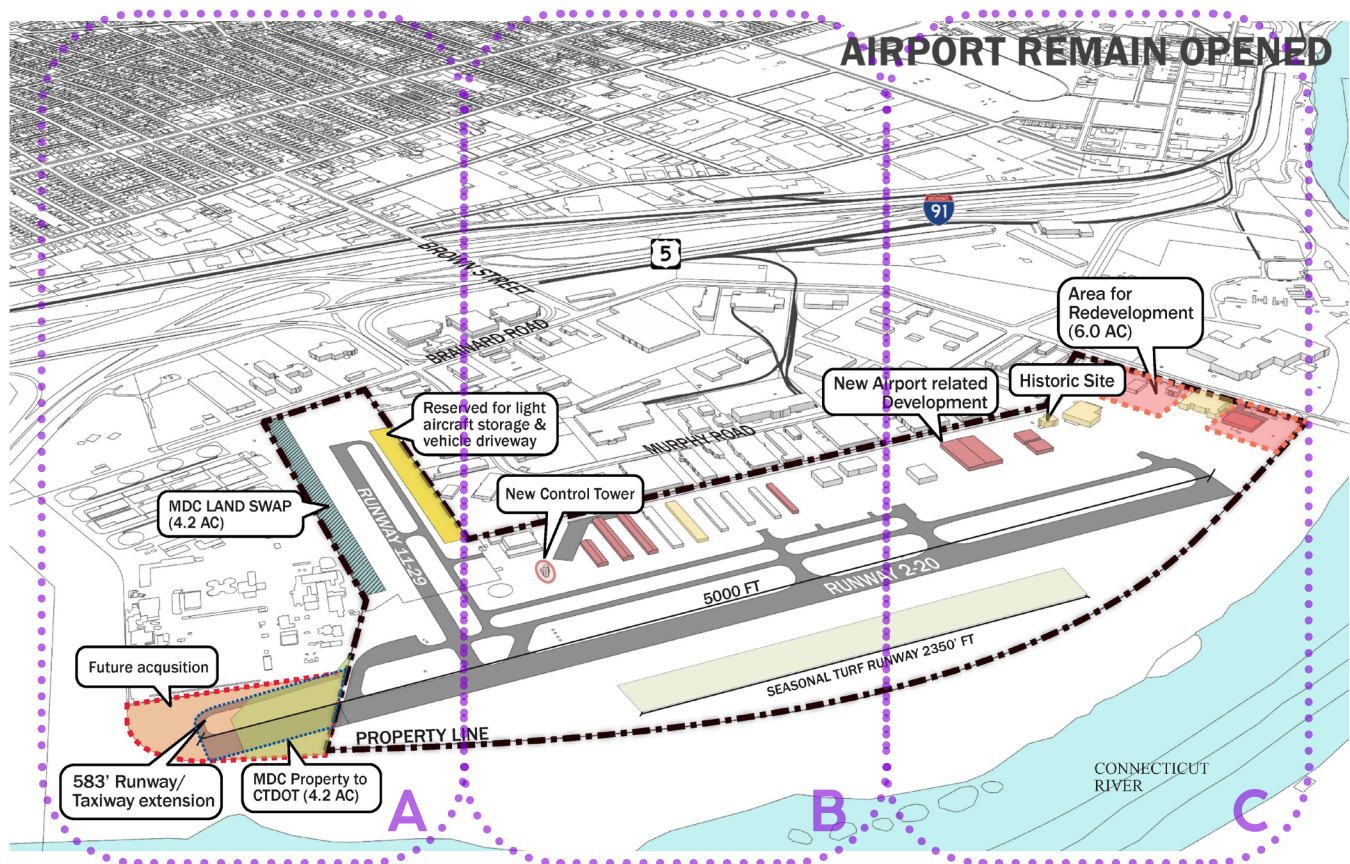 AIRPORT REMAIN OPENED
INTERSTATE
91
5
BROWN STREET
BRAINARD ROAD
Area for
Redevelopment
(6.0 AC)
New Airport related
Development
Historic Site
Reserved for light
aircraft storage &
vehicle driveway
MURPHY ROAD
MDC LAND SWAP
(4.2 AC)
New Control Tower
RUNWAY 11-29
5000 FT
RUNWAY 2-20
SEASONAL TURF RUNWAY 2350' FT
Future acqusition
PROPERTY LINE
583' Runway/
Taxiway extension
MDC Property to
CTDOT (4.2 AC)
CONNECTICUT
RIVER
A
B
C